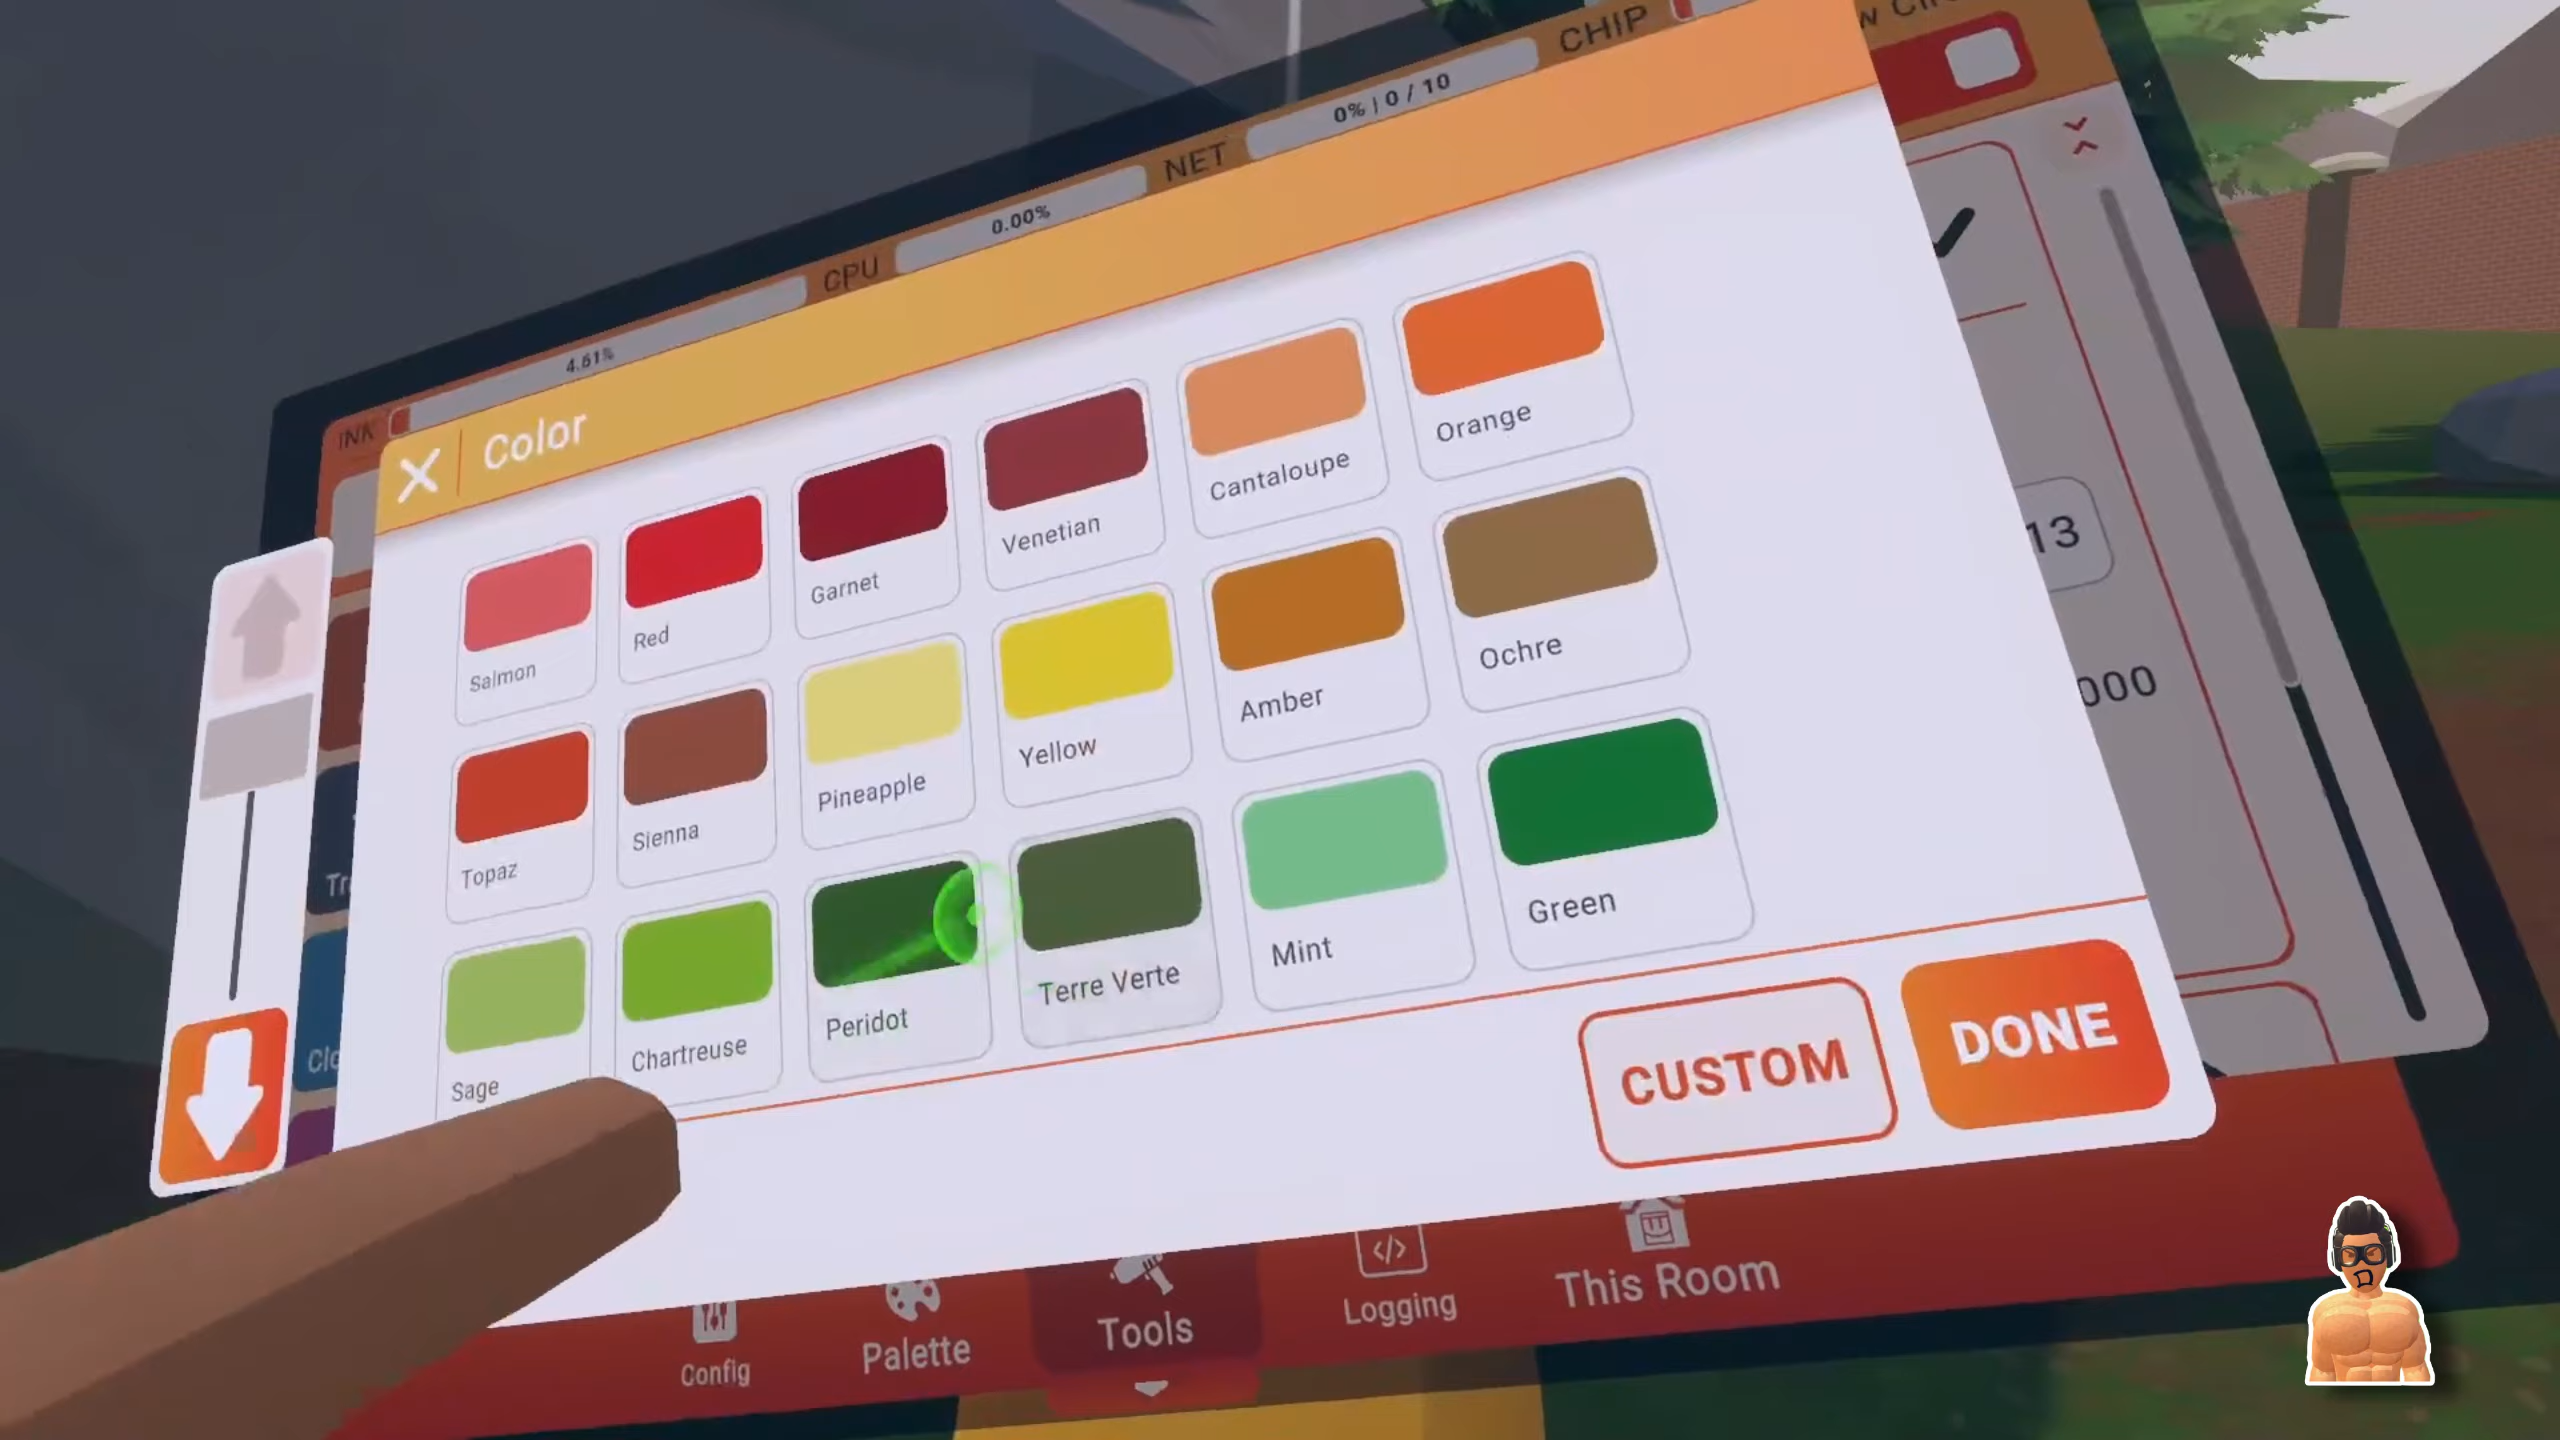 INK 4.61% CPU 0.00% NET 0% | 0 / 10 CHIP
Color
Salmon Red Garnet Venetian Cantaloupe Orange
Topaz Sienna Pineapple Yellow Amber Ochre
Sage Chartreuse Peridot Terre Verte Mint Green
13
000
CUSTOM DONE
Config Palette Tools Logging This Room